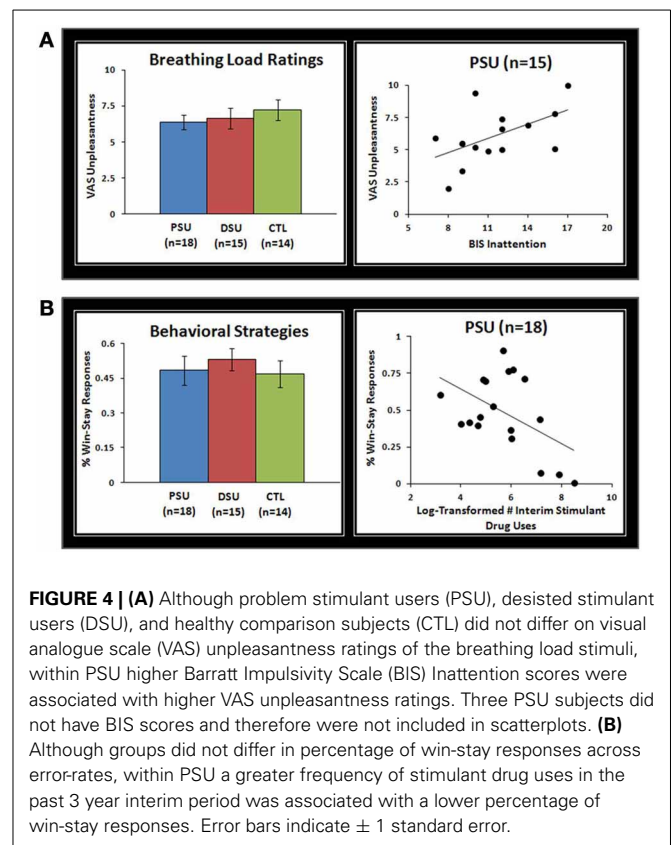 A
Breathing Load Ratings
VAS Unpleasantness
10
7.5
5
2.5
0
PSU
(n=18)
DSU
(n=15)
CTL
(n=14)
PSU (n=15)
VAS Unpleasantness
10
7.5
5
2.5
0
5
8
11
14
17
20
BIS Inattention
B
Behavioral Strategies
% Win-Stay Responses
0.6
0.45
0.3
0.15
0
PSU
(n=18)
DSU
(n=15)
CTL
(n=14)
PSU (n=18)
% Win-Stay Responses
1
0.75
0.5
0.25
0
2
4
6
8
10
Log-Transformed # Interim Stimulant
Drug Uses
FIGURE 4 | (A) Although problem stimulant users (PSU), desisted stimulant
users (DSU), and healthy comparison subjects (CTL) did not differ on visual
analogue scale (VAS) unpleasantness ratings of the breathing load stimuli,
within PSU higher Barratt Impulsivity Scale (BIS) Inattention scores were
associated with higher VAS unpleasantness ratings. Three PSU subjects did
not have BIS scores and therefore were not included in scatterplots. (B)
Although groups did not differ in percentage of win-stay responses across
error-rates, within PSU a greater frequency of stimulant drug uses in the
past 3 year interim period was associated with a lower percentage of
win-stay responses. Error bars indicate ± 1 standard error.